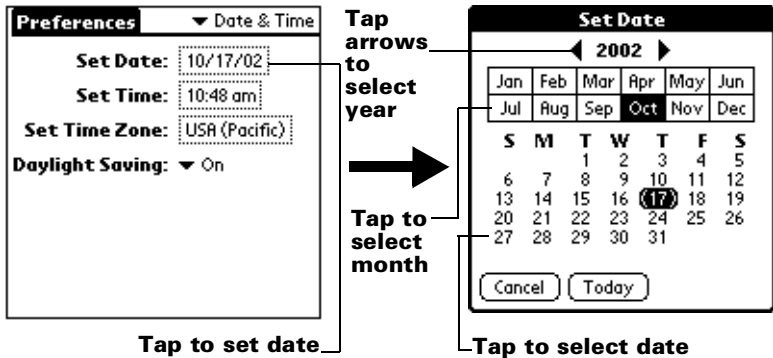 Preferences
Date & Time
Set Date: 10/17/02
Set Time: 10:48 am
Set Time Zone: USA (Pacific)
Daylight Saving: On
Tap to set date
Tap
arrows
to
select
year
Tap to
select
month
Set Date
2002
Jan Feb Mar Apr May Jun
Jul Aug Sep Oct Nov Dec
S M T W T F S
1 2 3 4 5
6 7 8 9 10 11 12
13 14 15 16 17 18 19
20 21 22 23 24 25 26
27 28 29 30 31
Cancel Today
Tap to select date